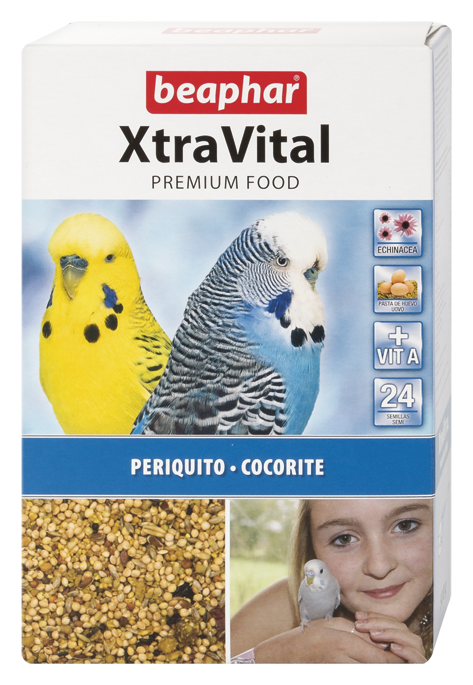 beaphar®
XtraVital
PREMIUM FOOD
ECHINACEA
PASTA DE HUEVO
UOVO
+
VIT A
24
SEMILLAS
SEMI
PERIQUITO • COCORITE